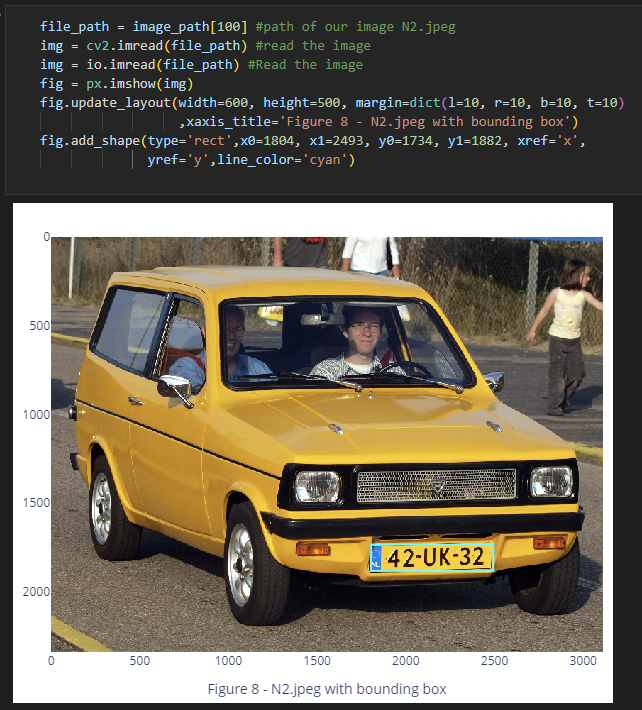 file_path = image_path[100] #path of our image N2.jpeg
img = cv2.imread(file_path) #read the image
img = io.imread(file_path) #Read the image
fig = px.imshow(img)
fig.update_layout(width=600, height=500, margin=dict(l=10, r=10, b=10, t=10)
,xaxis_title='Figure 8 - N2.jpeg with bounding box')
fig.add_shape(type='rect',x0=1804, x1=2493, y0=1734, y1=1882, xref='x',
yref='y',line_color='cyan')
0
500
1000
1500
NL 42-UK-32
2000
0 500 1000 1500 2000 2500 3000
Figure 8 - N2.jpeg with bounding box